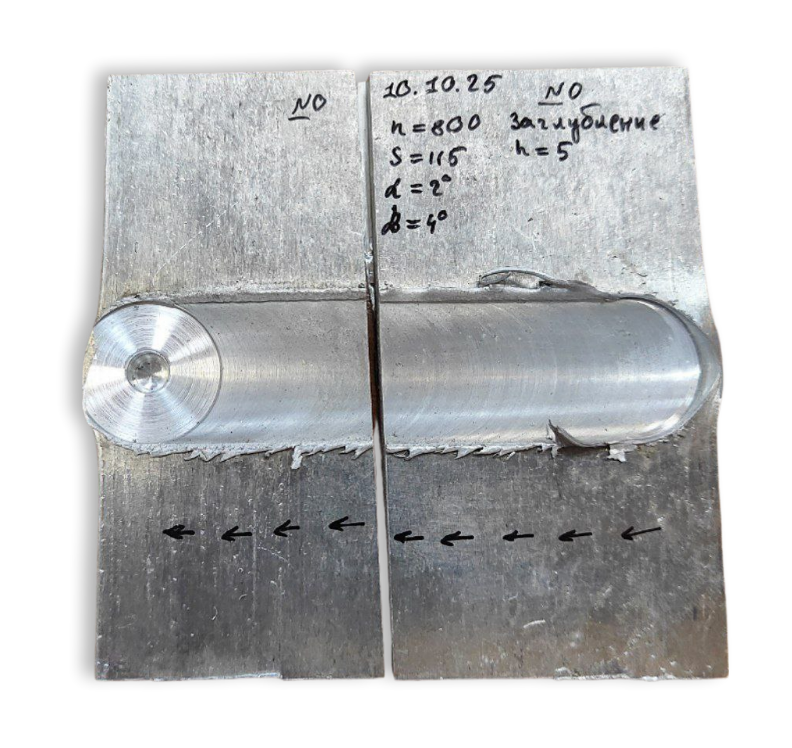 NO
10.10.25
NO
n=800
заглубление
S=115
h=5
α=2°
β=4°